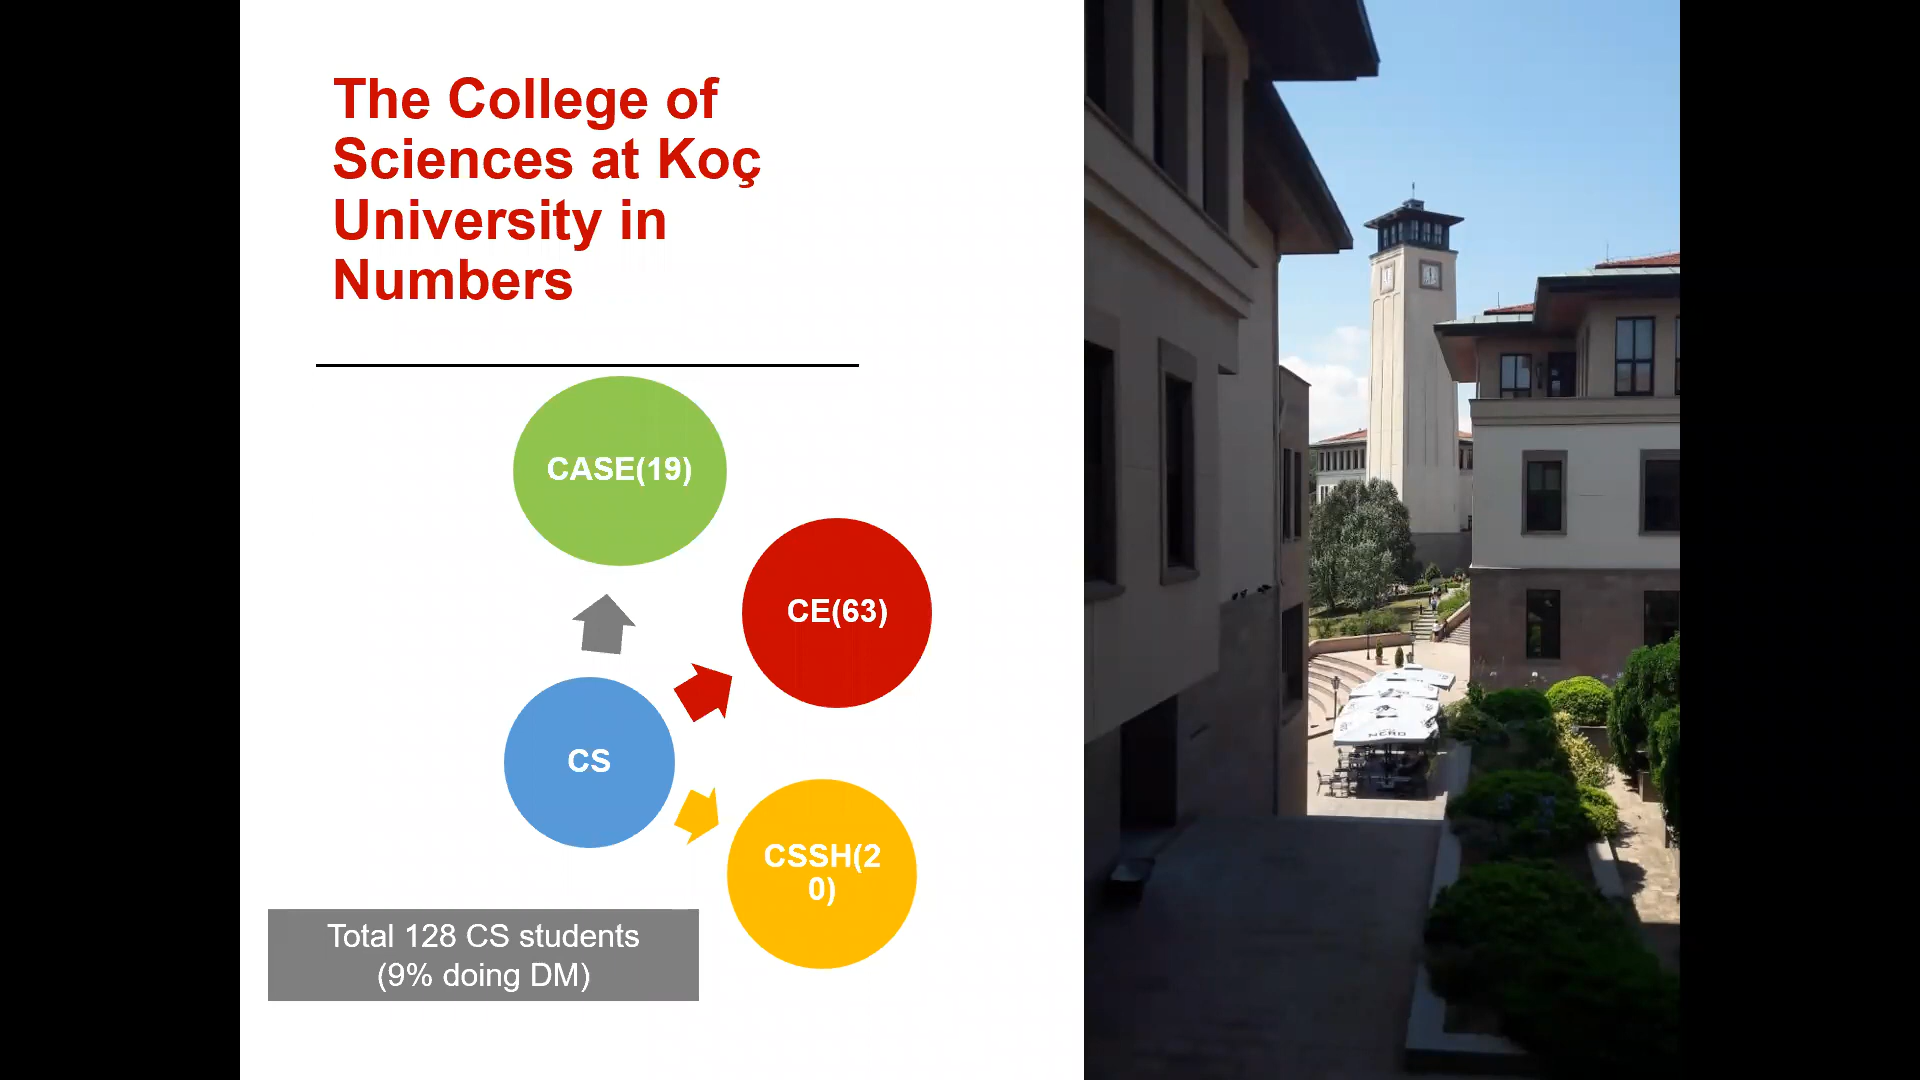 The College of
Sciences at Koç
University in
Numbers
CASE(19)
CE(63)
CS
CSSH(2
0)
Total 128 CS students
(9% doing DM)
NERO